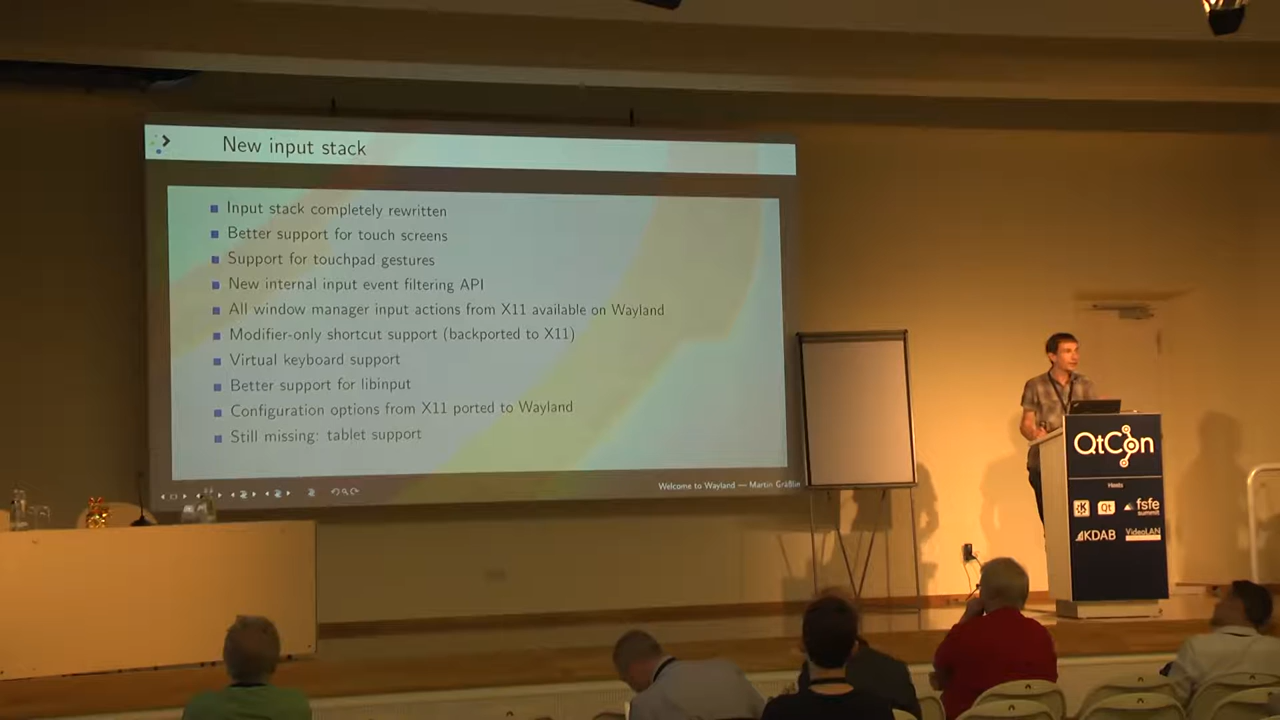 New input stack
Input stack completely rewritten
Better support for touch screens
Support for touchpad gestures
New internal input event filtering API
All window manager input actions from X11 available on Wayland
Modifier-only shortcut support (backported to X11)
Virtual keyboard support
Better support for libinput
Configuration options from X11 ported to Wayland
Still missing: tablet support
Welcome to Wayland — Martin Gräßlin
QtCon
Hosts
Qt
fsfe
summit
KDAB
VideoLAN